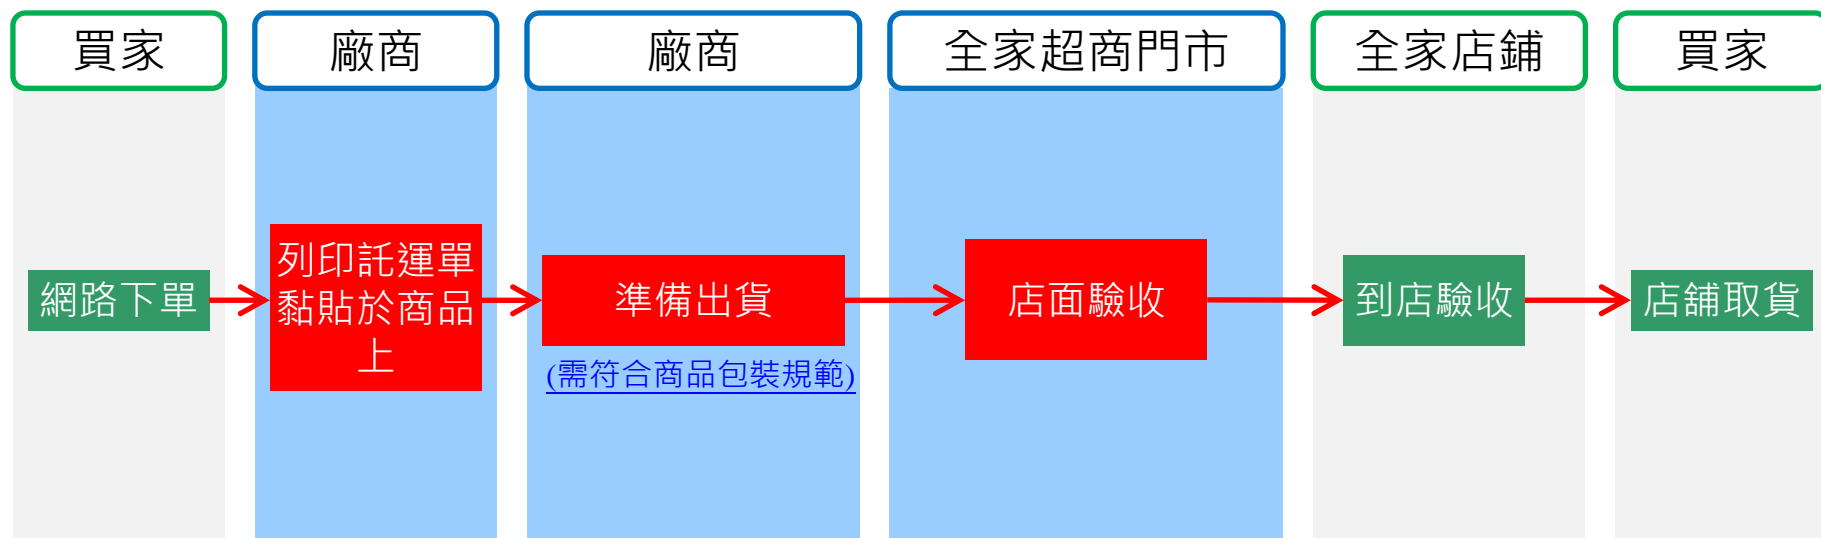 買家
廠商
廠商
全家超商門市
全家店鋪
買家
網路下單
列印託運單
黏貼於商品
上
準備出貨
(需符合商品包裝規範)
店面驗收
到店驗收
店舖取貨